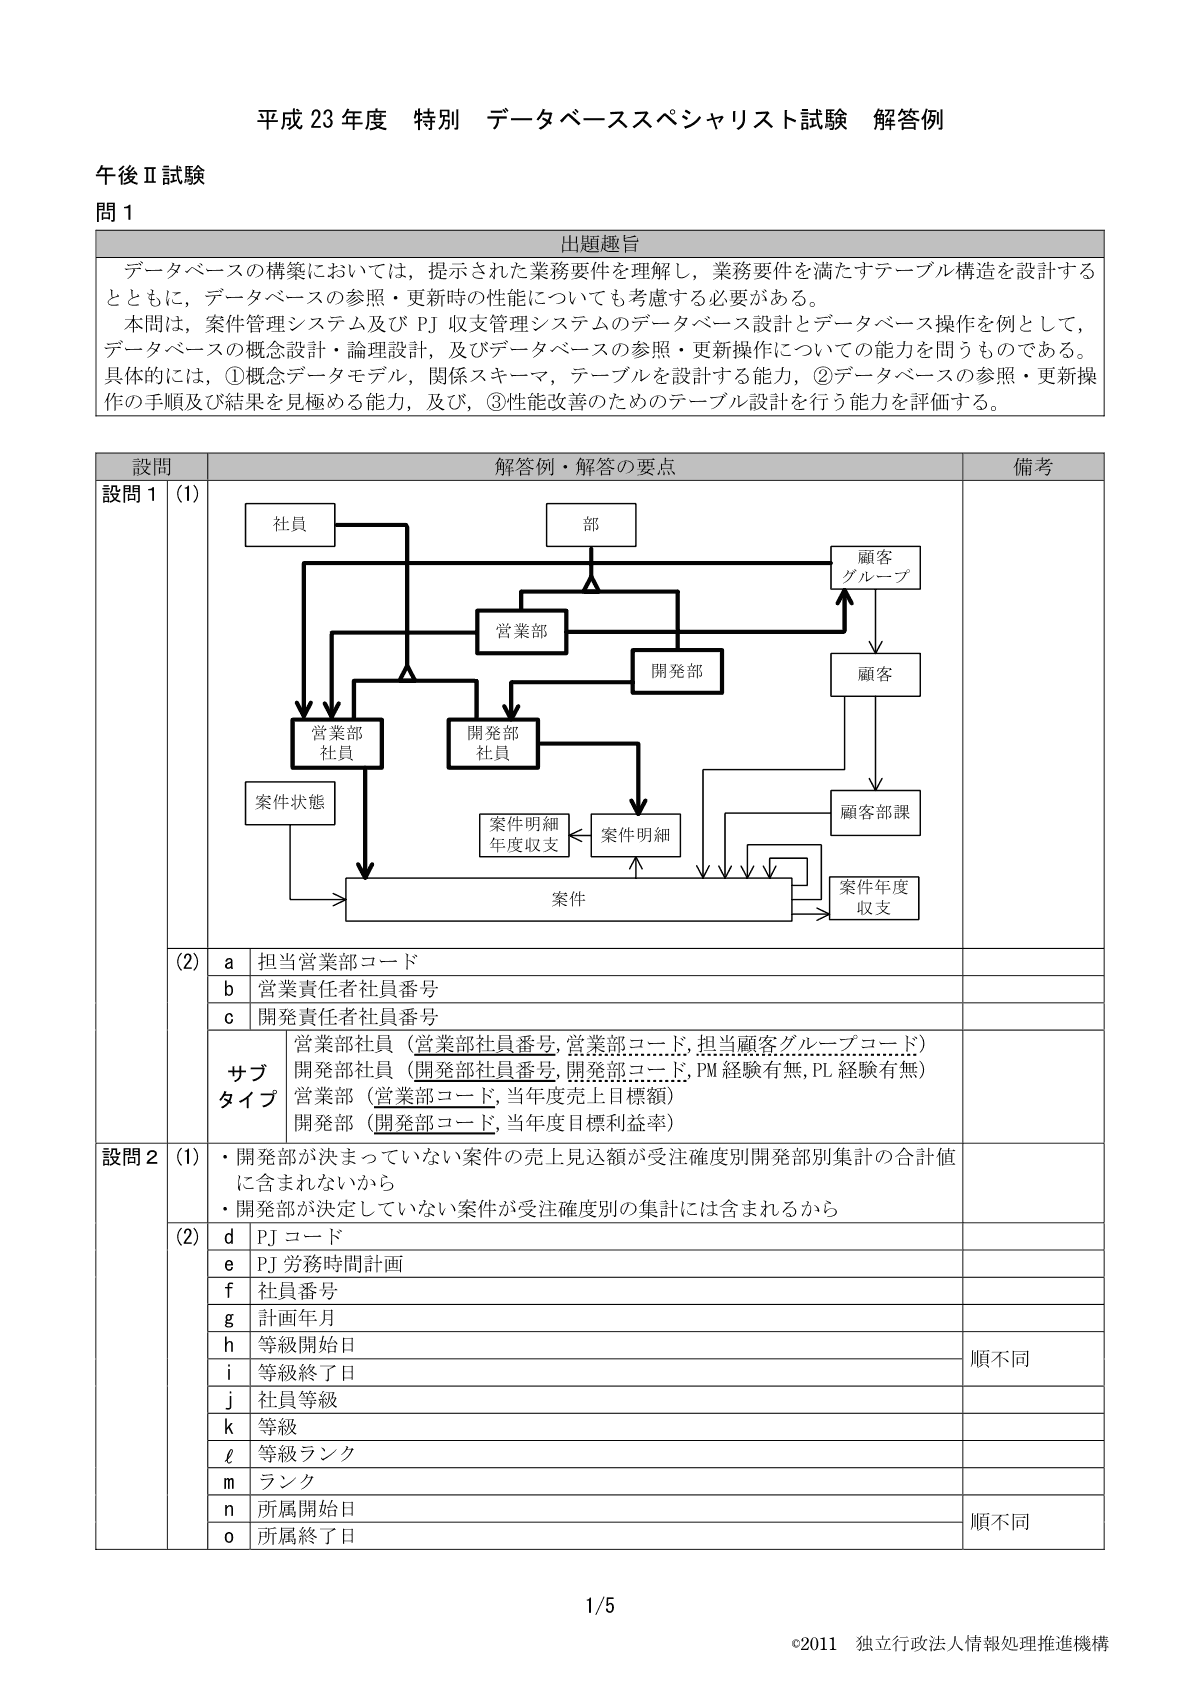 平成 23 年度　特別　データベーススペシャリスト試験　解答例
午後Ⅱ試験
問 1
出題趣旨
データベースの構築においては，提示された業務要件を理解し，業務要件を満たすテーブル構造を設計する
とともに，データベースの参照・更新時の性能についても考慮する必要がある。
本問は，案件管理システム及び PJ 収支管理システムのデータベース設計とデータベース操作を例として，
データベースの概念設計・論理設計，及びデータベースの参照・更新操作についての能力を問うものである。
具体的には，①概念データモデル，関係スキーマ，テーブルを設計する能力，②データベースの参照・更新操
作の手順及び結果を見極める能力，及び，③性能改善のためのテーブル設計を行う能力を評価する。
設問　解答例・解答の要点　備考
設問 1　(1)
社員
部
顧客
グループ
営業部
開発部
顧客
営業部
社員
開発部
社員
案件状態
案件明細
年度収支
案件明細
顧客部課
案件
案件年度
収支
(2)　a　担当営業部コード
b　営業責任者社員番号
c　開発責任者社員番号
サブ
タイプ
営業部社員（営業部社員番号, 営業部コード, 担当顧客グループコード）
開発部社員（開発部社員番号, 開発部コード, PM 経験有無, PL 経験有無）
営業部（営業部コード, 当年度売上目標額）
開発部（開発部コード, 当年度目標利益率）
設問 2　(1)　・開発部が決まっていない案件の売上見込額が受注確度別開発部別集計の合計値
に含まれないから
・開発部が決定していない案件が受注確度別の集計には含まれるから
(2)　d　PJ コード
e　PJ 労務時間計画
f　社員番号
g　計画年月
h　等級開始日
順不同
i　等級終了日
j　社員等級
k　等級
ℓ　等級ランク
m　ランク
n　所属開始日
順不同
o　所属終了日
1/5
©2011　独立行政法人情報処理推進機構